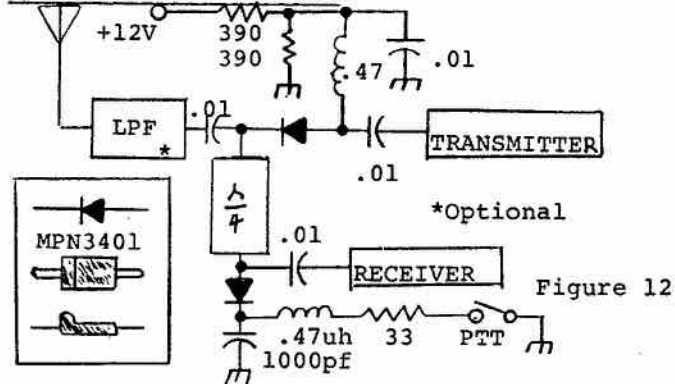 +12V
390
390
.47
.01
.01
LPF
*
TRANSMITTER
.01
λ/4
*Optional
MPN3401
.01
RECEIVER
Figure 12
.47uh
33
PTT
1000pf